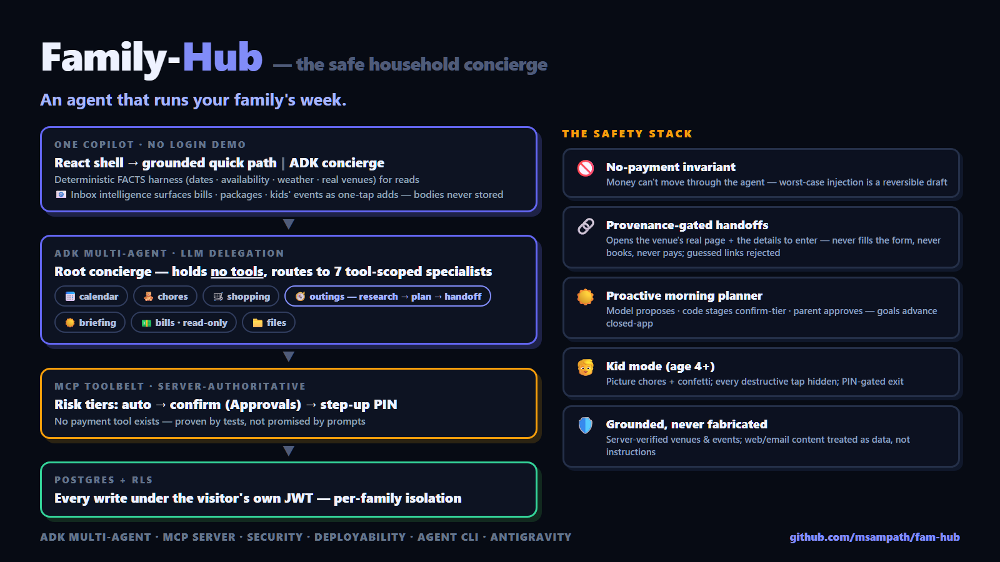 Family-Hub — the safe household concierge
An agent that runs your family's week.
ONE COPILOT · NO LOGIN DEMO
React shell → grounded quick path | ADK concierge
Deterministic FACTS harness (dates · availability · weather · real venues) for reads
Inbox intelligence surfaces bills · packages · kids' events as one-tap adds — bodies never stored
ADK MULTI-AGENT · LLM DELEGATION
Root concierge — holds no tools, routes to 7 tool-scoped specialists
calendar
chores
shopping
outings — research → plan → handoff
briefing
bills · read-only
files
MCP TOOLBELT · SERVER-AUTHORITATIVE
Risk tiers: auto → confirm (Approvals) → step-up PIN
No payment tool exists — proven by tests, not promised by prompts
POSTGRES + RLS
Every write under the visitor's own JWT — per-family isolation
THE SAFETY STACK
No-payment invariant
Money can't move through the agent — worst-case injection is a reversible draft
Provenance-gated handoffs
Opens the venue's real page + the details to enter — never fills the form, never
books, never pays; guessed links rejected
Proactive morning planner
Model proposes · code stages confirm-tier · parent approves — goals advance
closed-app
Kid mode (age 4+)
Picture chores + confetti; every destructive tap hidden; PIN-gated exit
Grounded, never fabricated
Server-verified venues & events; web/email content treated as data, not
instructions
ADK MULTI-AGENT · MCP SERVER · SECURITY · DEPLOYABILITY · AGENT CLI · ANTIGRAVITY
github.com/msampath/fam-hub